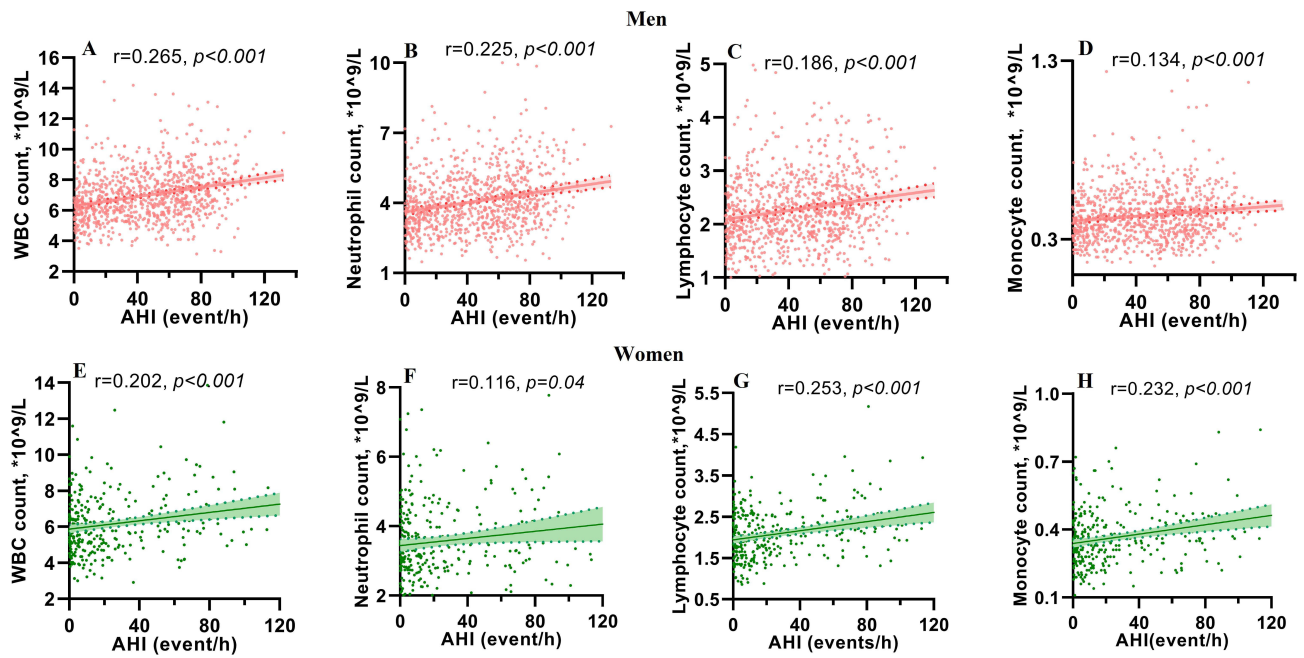 Men
A
r=0.265, p<0.001
WBC count, *10^9/L
16
14
12
10
8
6
4
2
0
40
80
120
AHI (event/h)
B
r=0.225, p<0.001
Neutrophil count, *10^9/L
10
7
4
1
0
40
80
120
AHI (event/h)
C
r=0.186, p<0.001
Lymphocyte count, *10^9/L
5
4
3
2
1
0
40
80
120
AHI (event/h)
D
r=0.134, p<0.001
Monocyte count, *10^9/L
1.3
0.3
0
40
80
120
AHI (event/h)
Women
E
r=0.202, p<0.001
WBC count, *10^9/L
14
12
10
8
6
4
2
0
40
80
120
AHI (event/h)
F
r=0.116, p=0.04
Neutrophil count, *10^9/L
8
6
4
2
0
40
80
120
AHI (event/h)
G
r=0.253, p<0.001
Lymphocyte count,*10^9/L
5.5
4.5
3.5
2.5
1.5
0.5
0
40
80
120
AHI (events/h)
H
r=0.232, p<0.001
Monocyte count, *10^9/L
1.0
0.7
0.4
0.1
0
40
80
120
AHI(event/h)